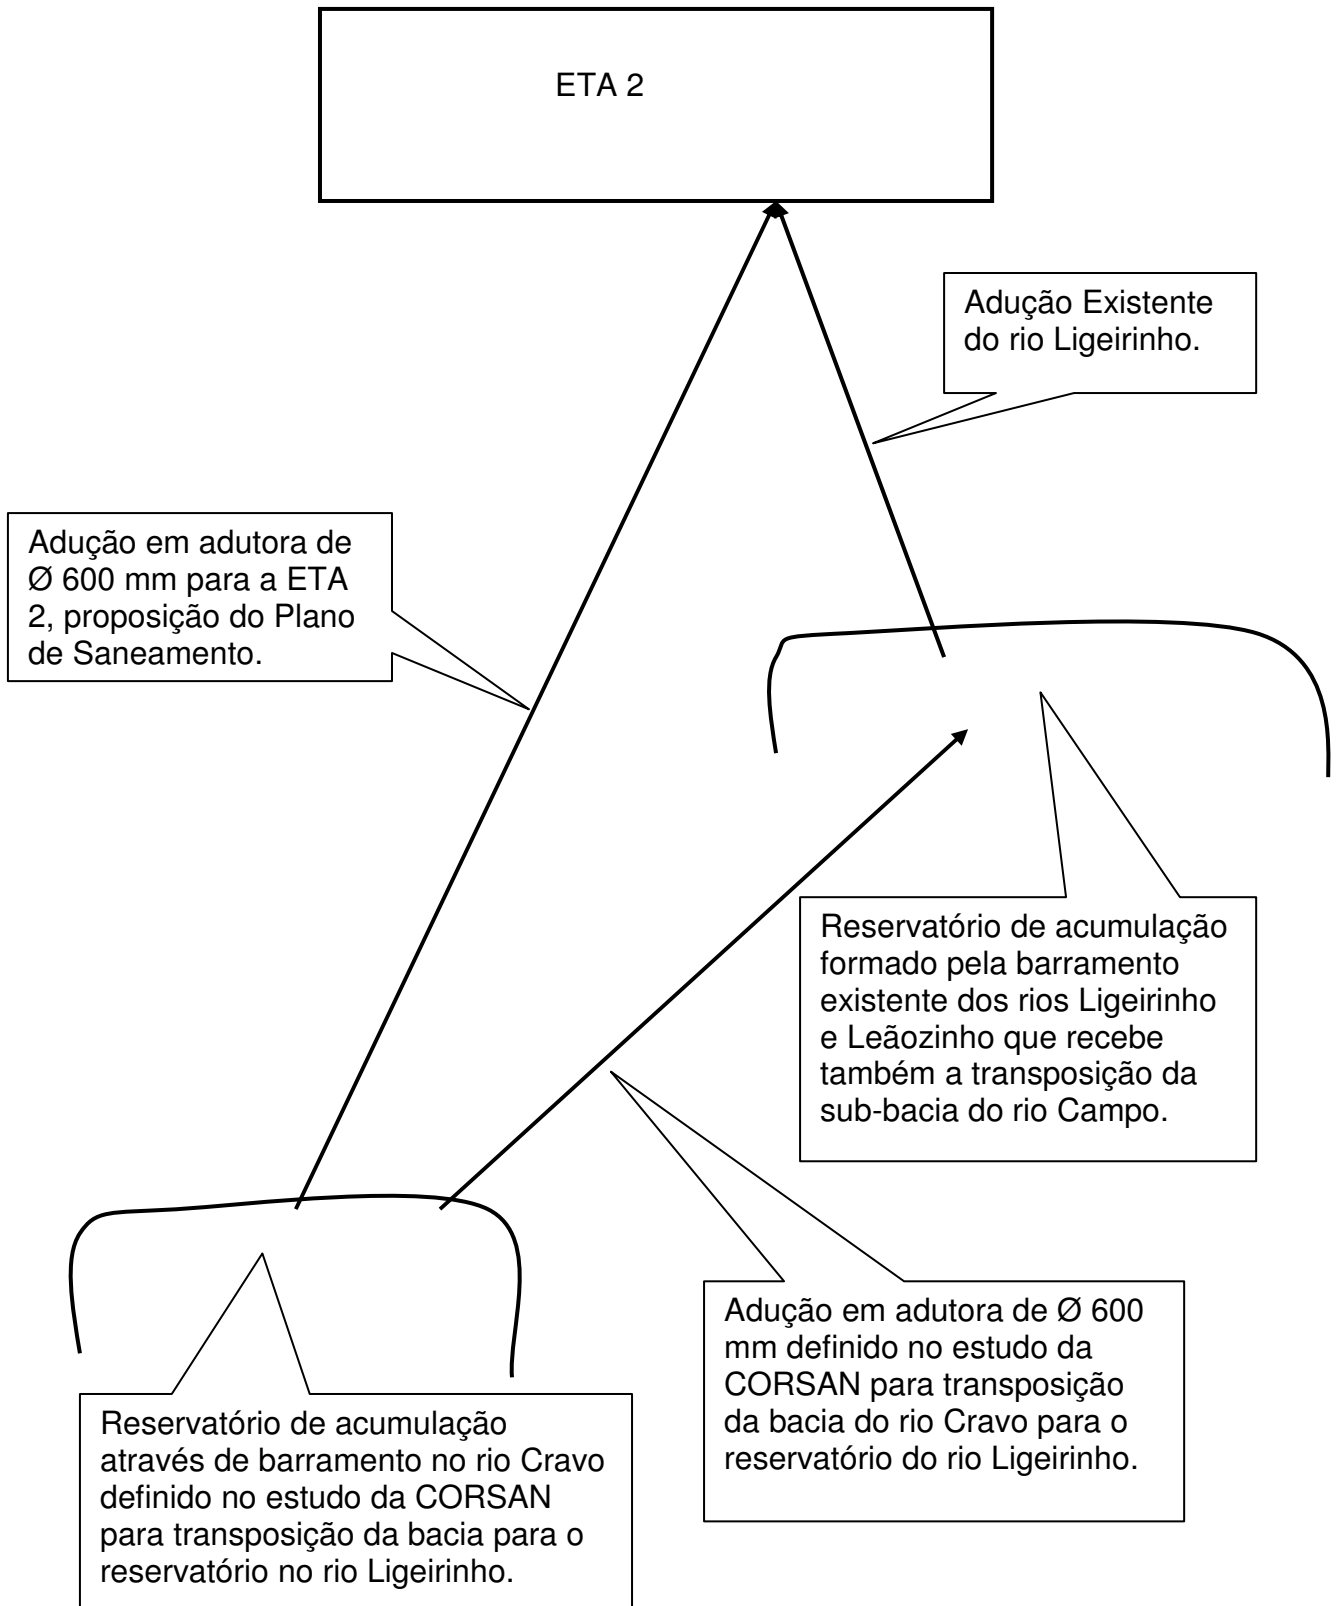 ETA 2
Adução Existente
do rio Ligeirinho.
Adução em adutora de
Ø 600 mm para a ETA
2, proposição do Plano
de Saneamento.
Reservatório de acumulação
formado pela barramento
existente dos rios Ligeirinho
e Leãozinho que recebe
também a transposição da
sub-bacia do rio Campo.
Adução em adutora de Ø 600
mm definido no estudo da
CORSAN para transposição
da bacia do rio Cravo para o
reservatório do rio Ligeirinho.
Reservatório de acumulação
através de barramento no rio Cravo
definido no estudo da CORSAN
para transposição da bacia para o
reservatório no rio Ligeirinho.